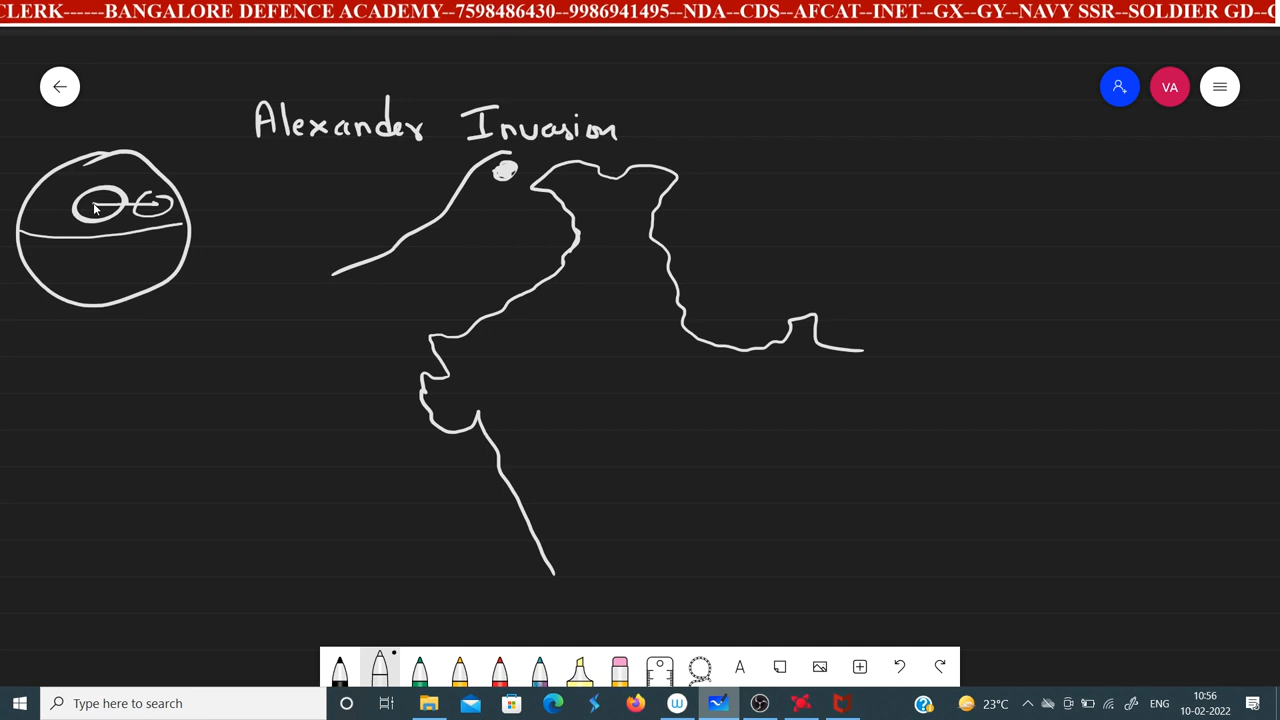 CLERK------BANGALORE DEFENCE ACADEMY--7598486430--9986941495--NDA--CDS--AFCAT--INET--GX--GY--NAVY SSR--SOLDIER GD--C
VA
Alexander Invasion
A
Type here to search
23°C
ENG
10:56
10-02-2022